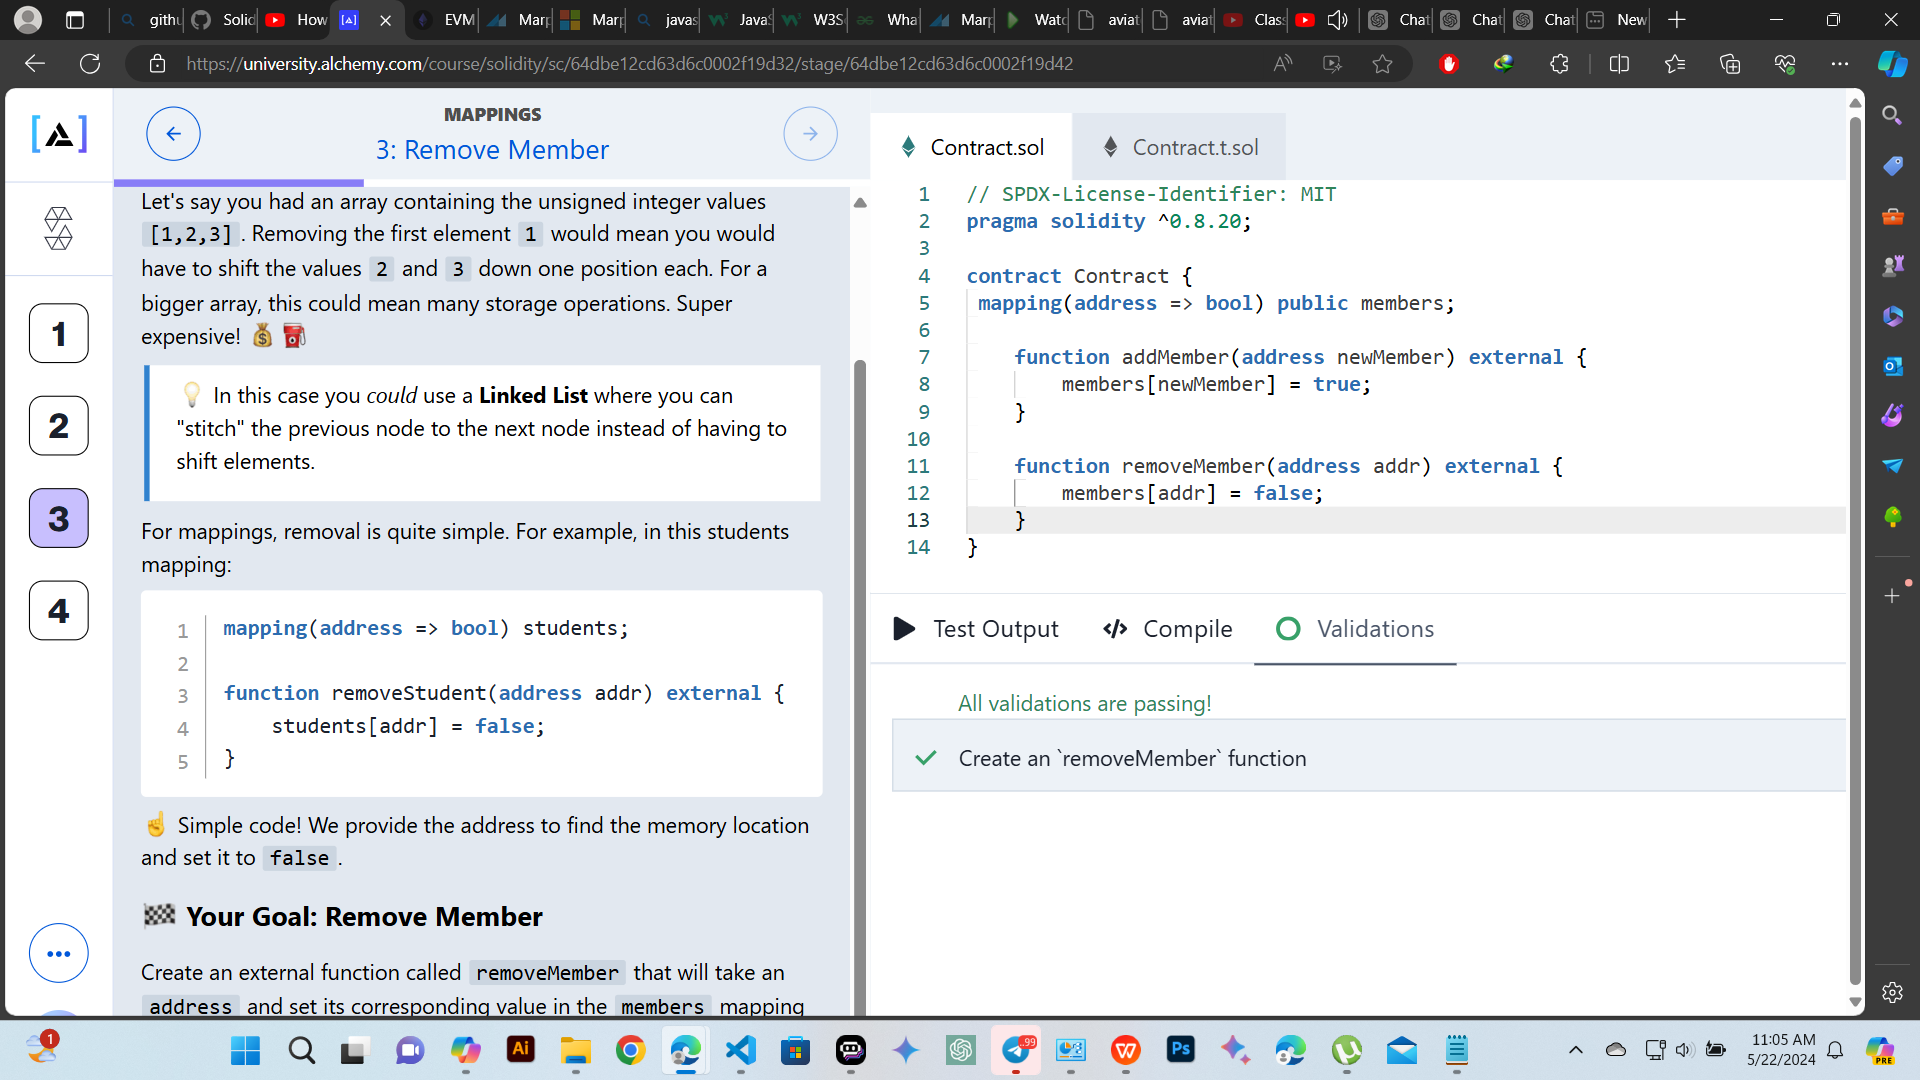 githu
Solid
How
EVM
Marp
Marp
javas
JavaS
W3S
Wha
Marp
Watc
aviat
aviat
Class
Chat
Chat
Chat
New
https://university.alchemy.com/course/solidity/sc/64dbe12cd63d6c0002f19d32/stage/64dbe12cd63d6c0002f19d42
MAPPINGS
3: Remove Member
1
2
3
4
Let's say you had an array containing the unsigned integer values
[1,2,3]. Removing the first element 1 would mean you would
have to shift the values 2 and 3 down one position each. For a
bigger array, this could mean many storage operations. Super
expensive! 💰 ⛽
💡 In this case you could use a Linked List where you can
"stitch" the previous node to the next node instead of having to
shift elements.
For mappings, removal is quite simple. For example, in this students
mapping:
1 mapping(address => bool) students;
2
3 function removeStudent(address addr) external {
4 students[addr] = false;
5 }
☝️ Simple code! We provide the address to find the memory location
and set it to false.
🏁 Your Goal: Remove Member
Create an external function called removeMember that will take an
address and set its corresponding value in the members mapping
Contract.sol
Contract.t.sol
1 // SPDX-License-Identifier: MIT
2 pragma solidity ^0.8.20;
3
4 contract Contract {
5 mapping(address => bool) public members;
6
7 function addMember(address newMember) external {
8 members[newMember] = true;
9 }
10
11 function removeMember(address addr) external {
12 members[addr] = false;
13 }
14 }
Test Output
Compile
Validations
All validations are passing!
Create an `removeMember` function
1
Ai
.99
Ps
11:05 AM
5/22/2024
PRE